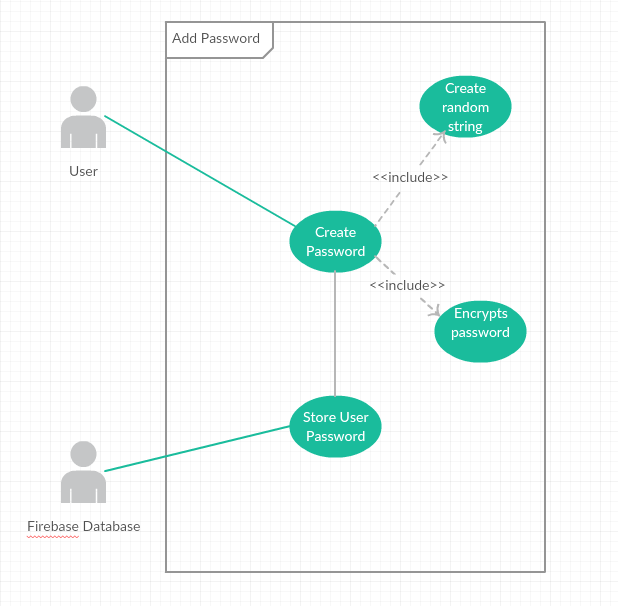 Add Password
Create
random
string
User
<<include>>
Create
Password
<<include>>
Encrypts
password
Store User
Password
Firebase Database